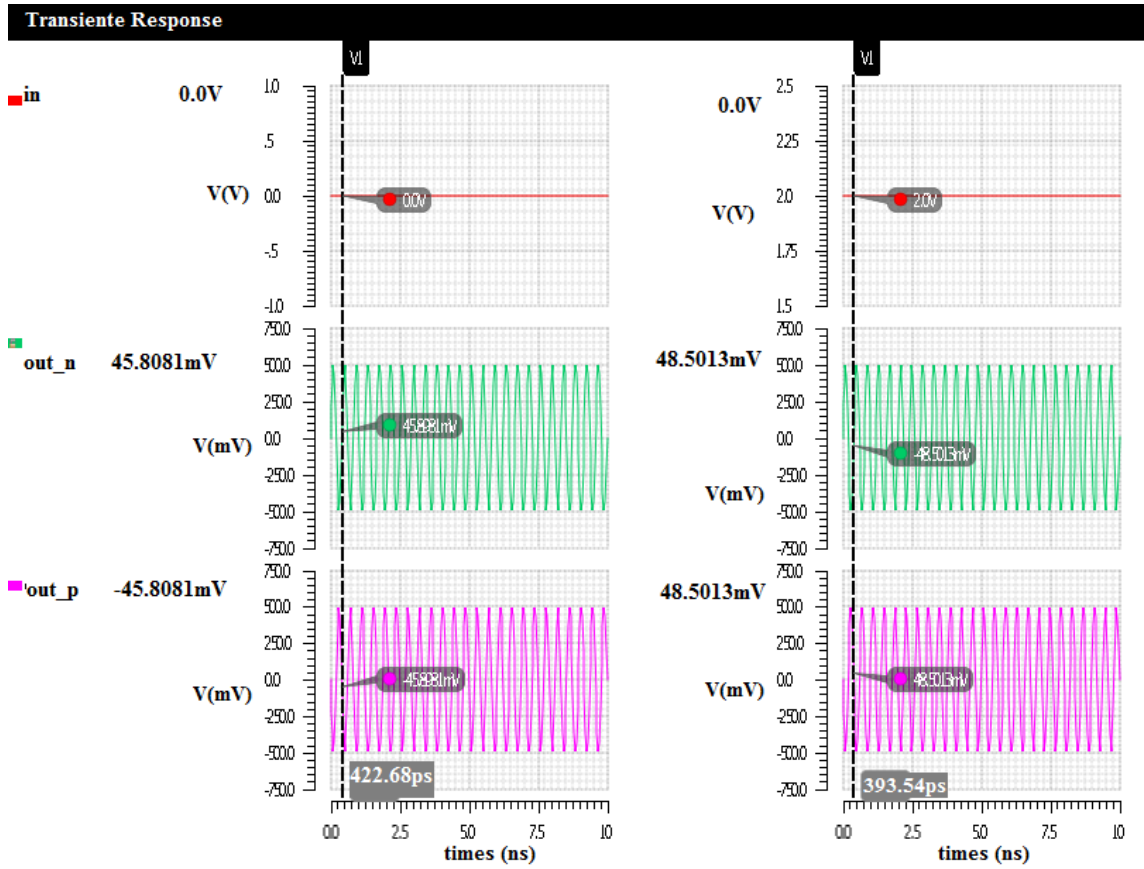 Transiente Response
V1
V1
in 0.0V
1.0
.5
V(V) 0.0
-.5
-1.0
0.0V
0.0V
2.5
2.25
2.0
V(V)
1.75
1.5
2.0V
out_n 45.8081mV
750.0
500.0
250.0
0.0
V(mV)
-250.0
-500.0
-750.0
45.8981mV
48.5013mV
750.0
500.0
250.0
0.0
-250.0
V(mV)
-500.0
-750.0
-48.5013mV
'out_p -45.8081mV
750.0
500.0
250.0
0.0
V(mV)
-250.0
-500.0
-750.0
-45.8981mV
422.68ps
48.5013mV
750.0
500.0
250.0
0.0
V(mV)
-250.0
-500.0
-750.0
48.5013mV
393.54ps
0.0 2.5 5.0 7.5 10
times (ns)
0.0 2.5 5.0 7.5 10
times (ns)